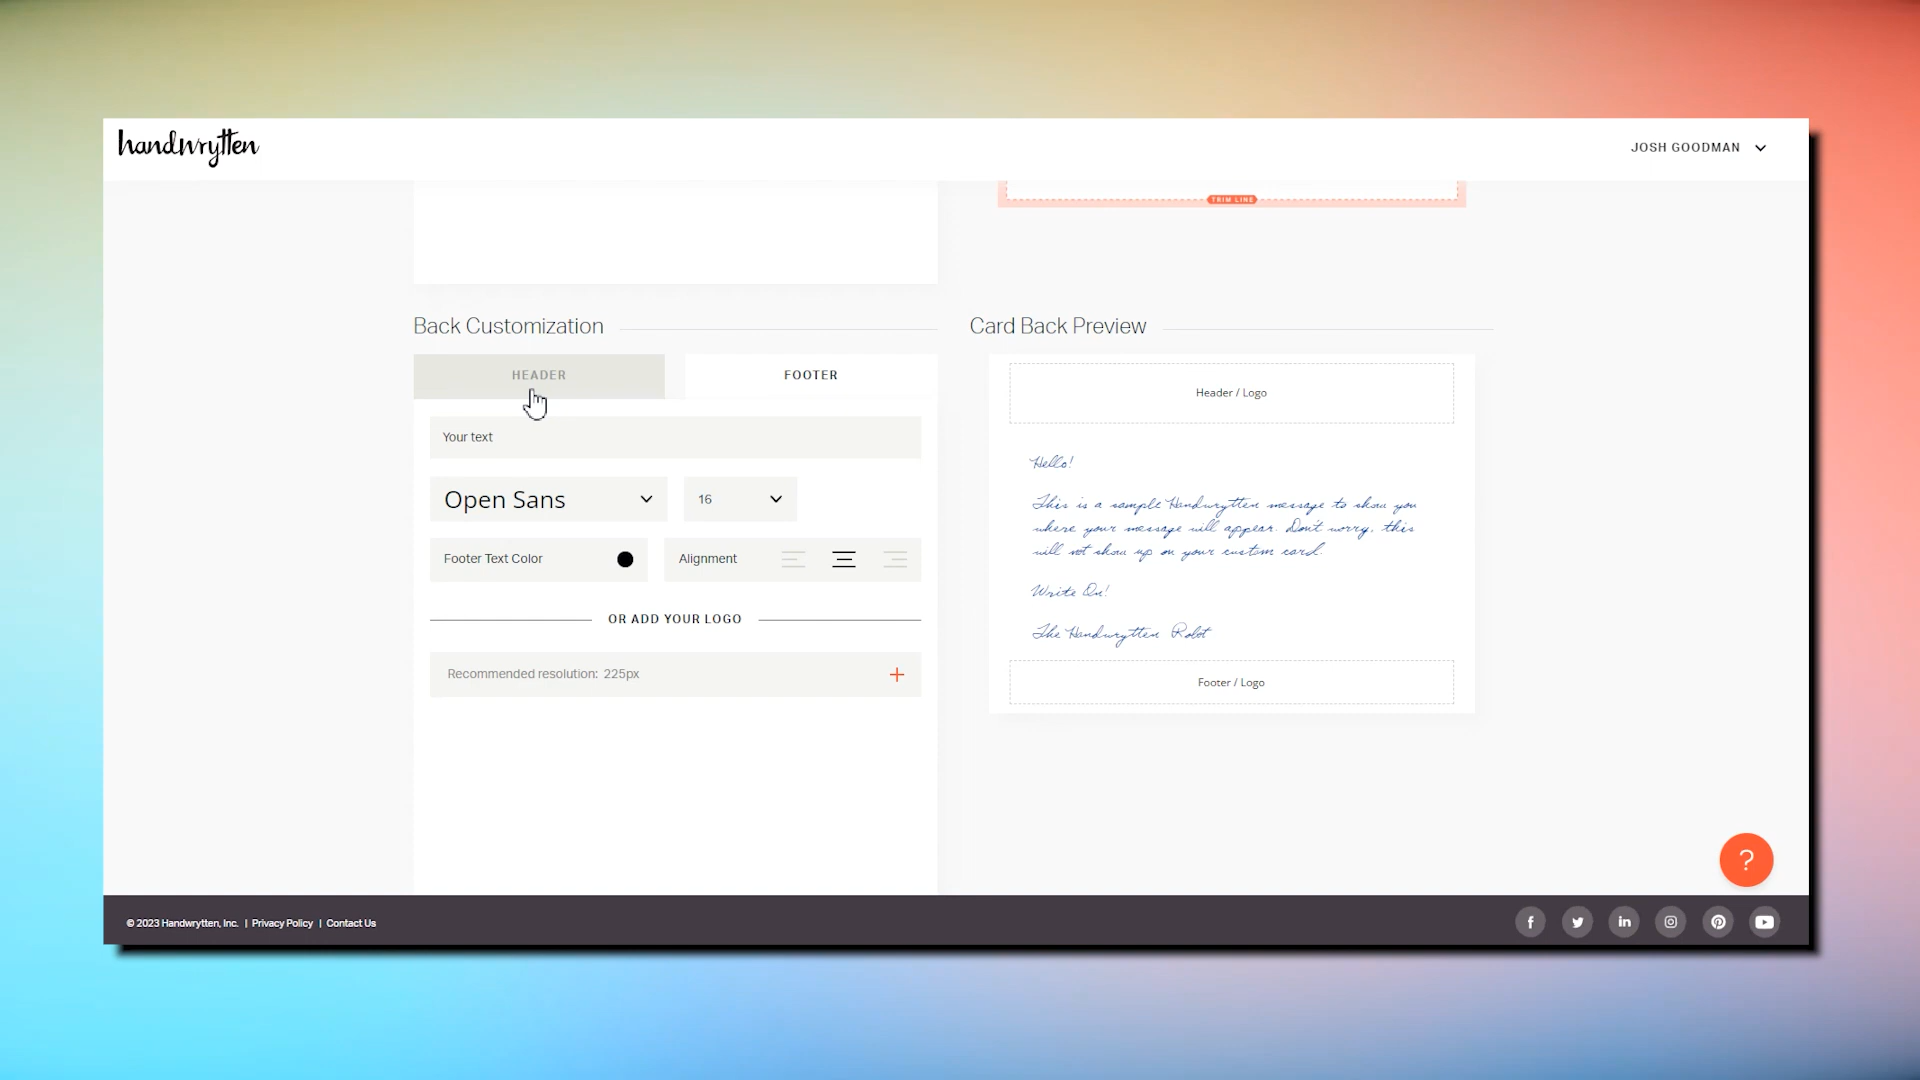 handwrytten
JOSH GOODMAN
TRIM LINE
Back Customization
Card Back Preview
HEADER
FOOTER
Header / Logo
Your text
Hello!
Open Sans
16
This is a sample Handwrytten message to show you
where your message will appear. Don't worry, this
will not show up on your custom card.
Footer Text Color
Alignment
Write On!
OR ADD YOUR LOGO
The Handwrytten Robot
Recommended resolution: 225px
+
Footer / Logo
?
© 2023 Handwrytten, Inc. | Privacy Policy | Contact Us